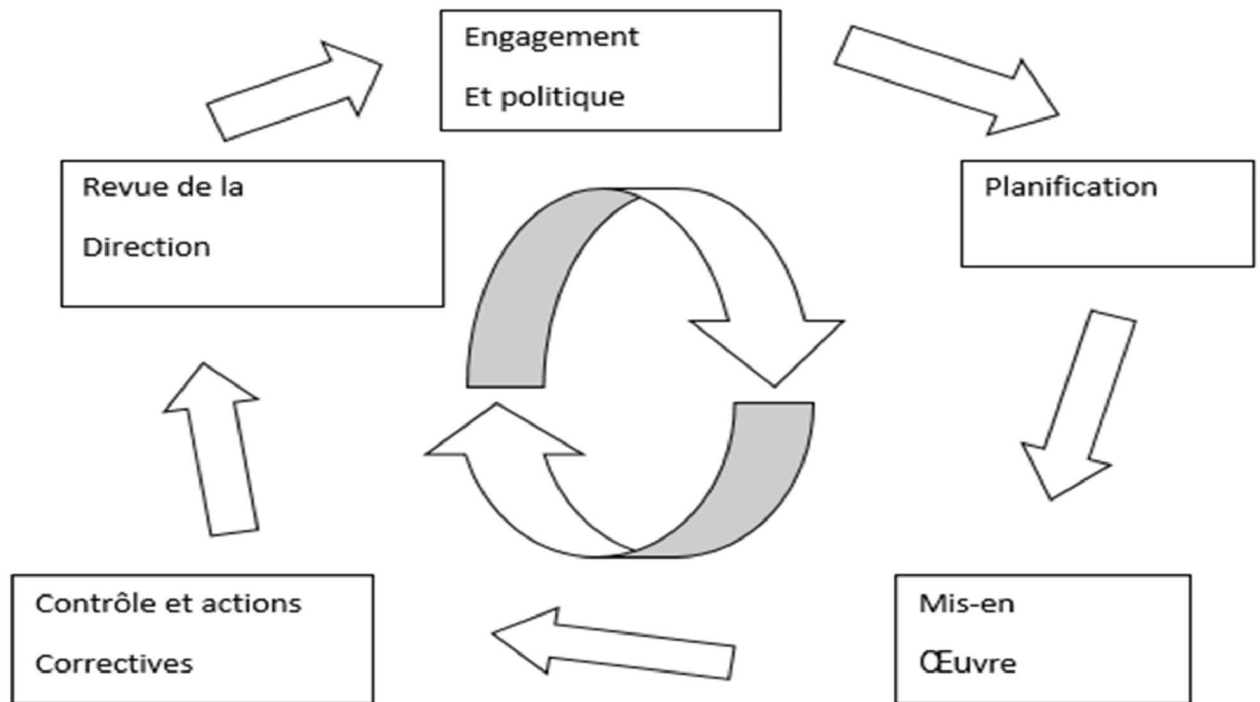 Engagement
Et politique
Revue de la
Direction
Planification
Contrôle et actions
Correctives
Mis-en
Œuvre